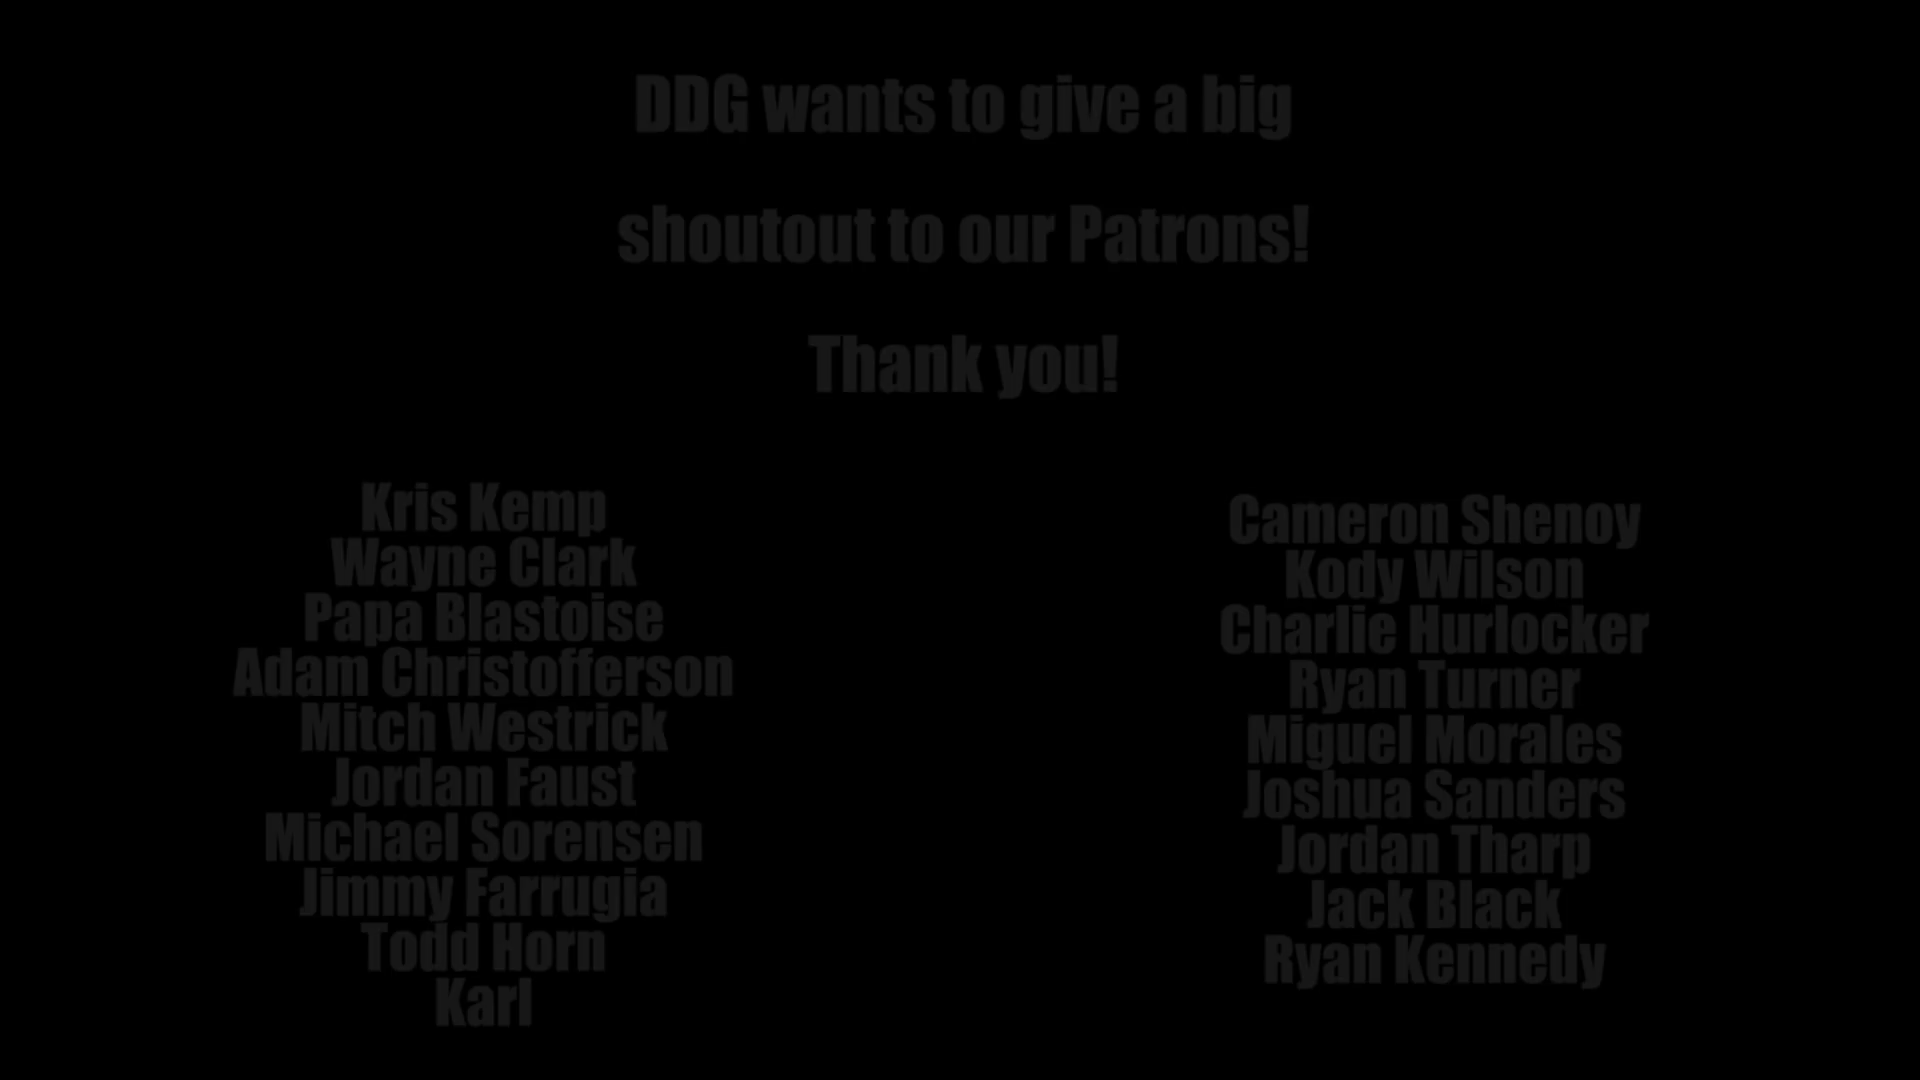 DDG wants to give a big
shoutout to our Patrons!
Thank you!
Kris Kemp
Wayne Clark
Papa Blastoise
Adam Christofferson
Mitch Westrick
Jordan Faust
Michael Sorensen
Jimmy Farrugia
Todd Horn
Karl
Cameron Shenoy
Kody Wilson
Charlie Hurlocker
Ryan Turner
Miguel Morales
Joshua Sanders
Jordan Tharp
Jack Black
Ryan Kennedy